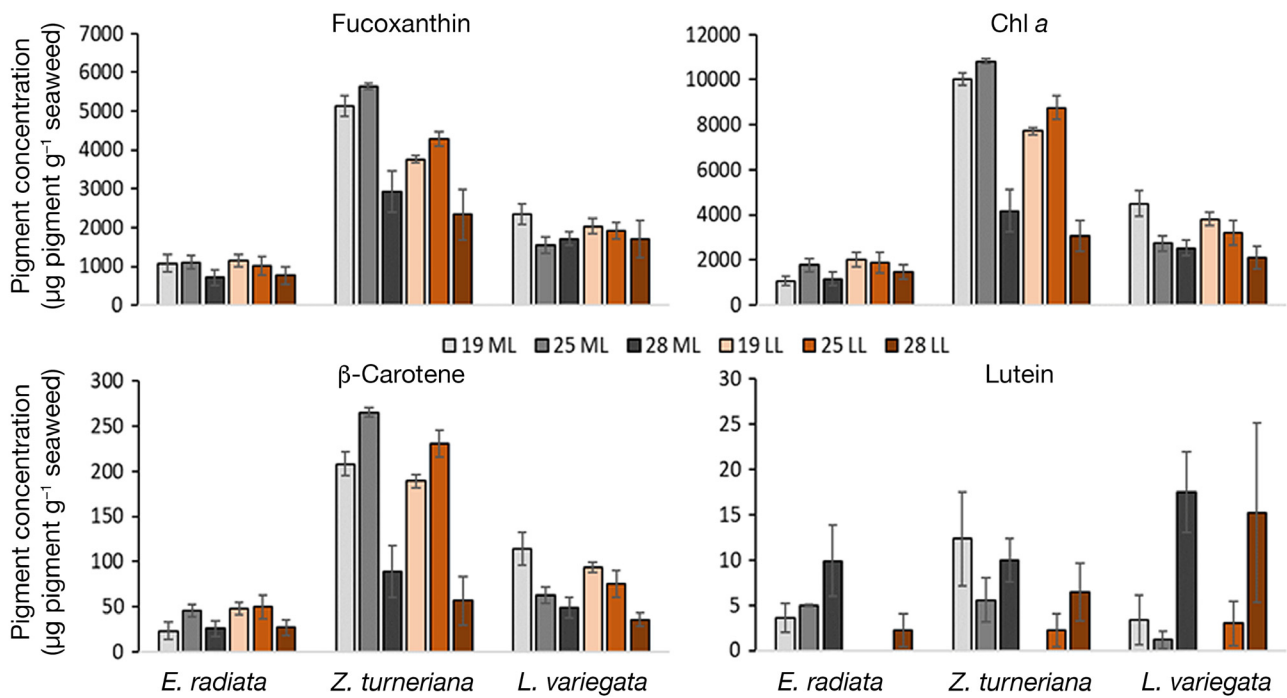 Fucoxanthin
Chl a
Pigment concentration
(µg pigment g⁻¹ seaweed)
7000
6000
5000
4000
3000
2000
1000
0
12000
10000
8000
6000
4000
2000
0
19 ML 25 ML 28 ML 19 LL 25 LL 28 LL
β-Carotene
Lutein
Pigment concentration
(µg pigment g⁻¹ seaweed)
300
250
200
150
100
50
0
30
25
20
15
10
5
0
E. radiata Z. turneriana L. variegata
E. radiata Z. turneriana L. variegata